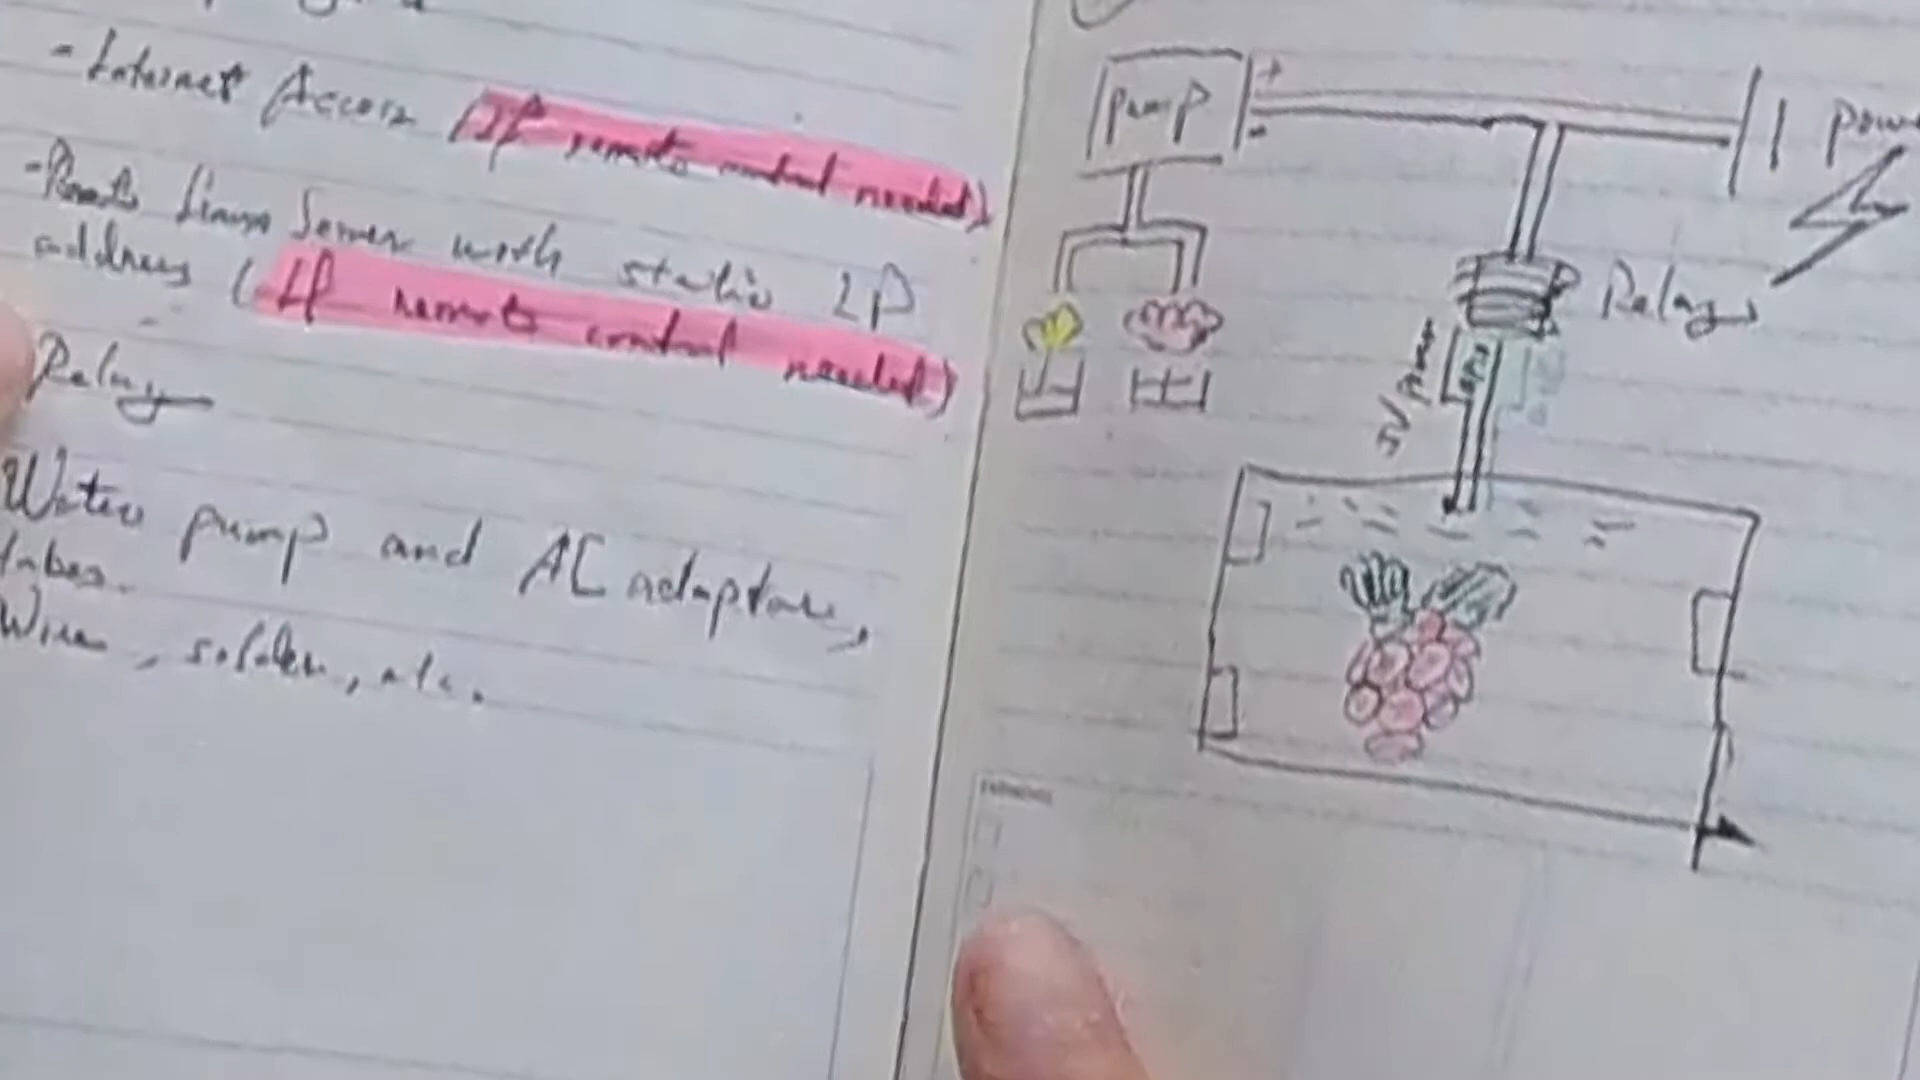 - Internet Access (If remote control needed)
- Remote Linux Server with static IP
address (If remote control needed)
Relay
Water pump and AC adaptor,
tubes.
Wire, solder, etc.
pump
+
-
Power
Relay
5V Power
GPIO